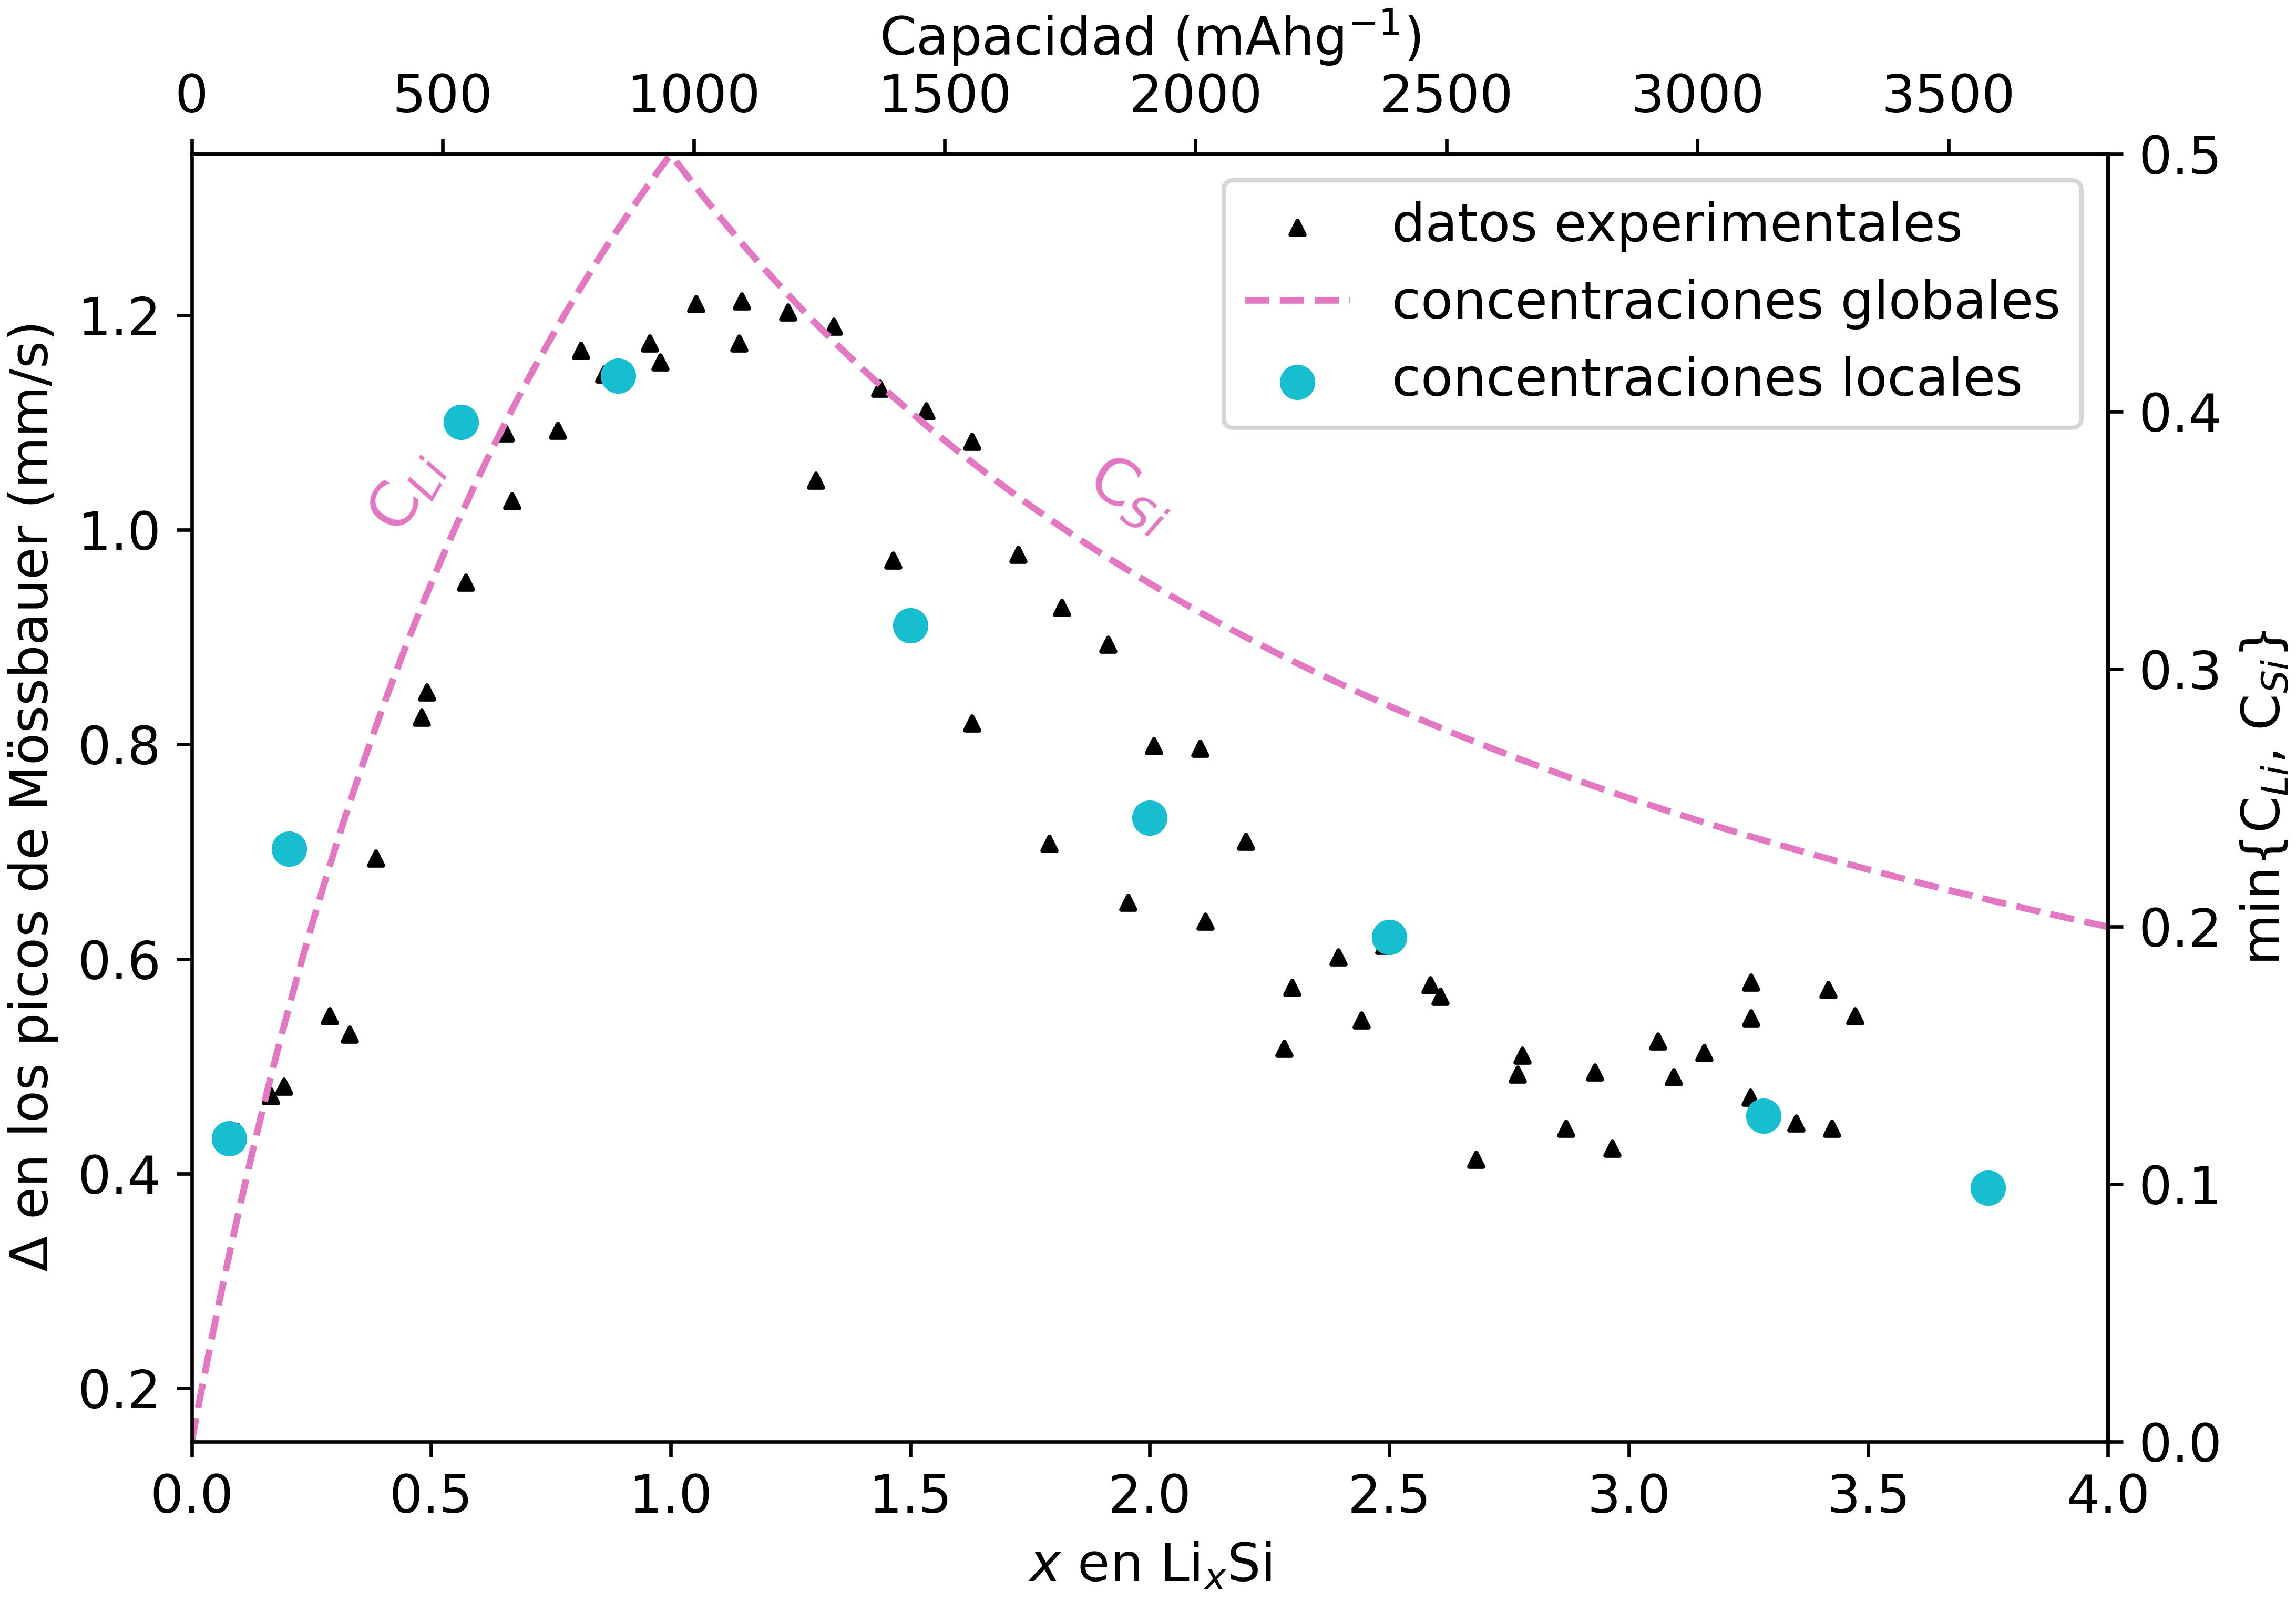 Capacidad (mAhg⁻¹)
0 500 1000 1500 2000 2500 3000 3500
datos experimentales
concentraciones globales
concentraciones locales
C_Li
C_Si
Δ en los picos de Mössbauer (mm/s)
1.2
1.0
0.8
0.6
0.4
0.2
0.5
0.4
0.3
0.2
0.1
0.0
min{C_Li, C_Si}
0.0 0.5 1.0 1.5 2.0 2.5 3.0 3.5 4.0
x en LiₓSi